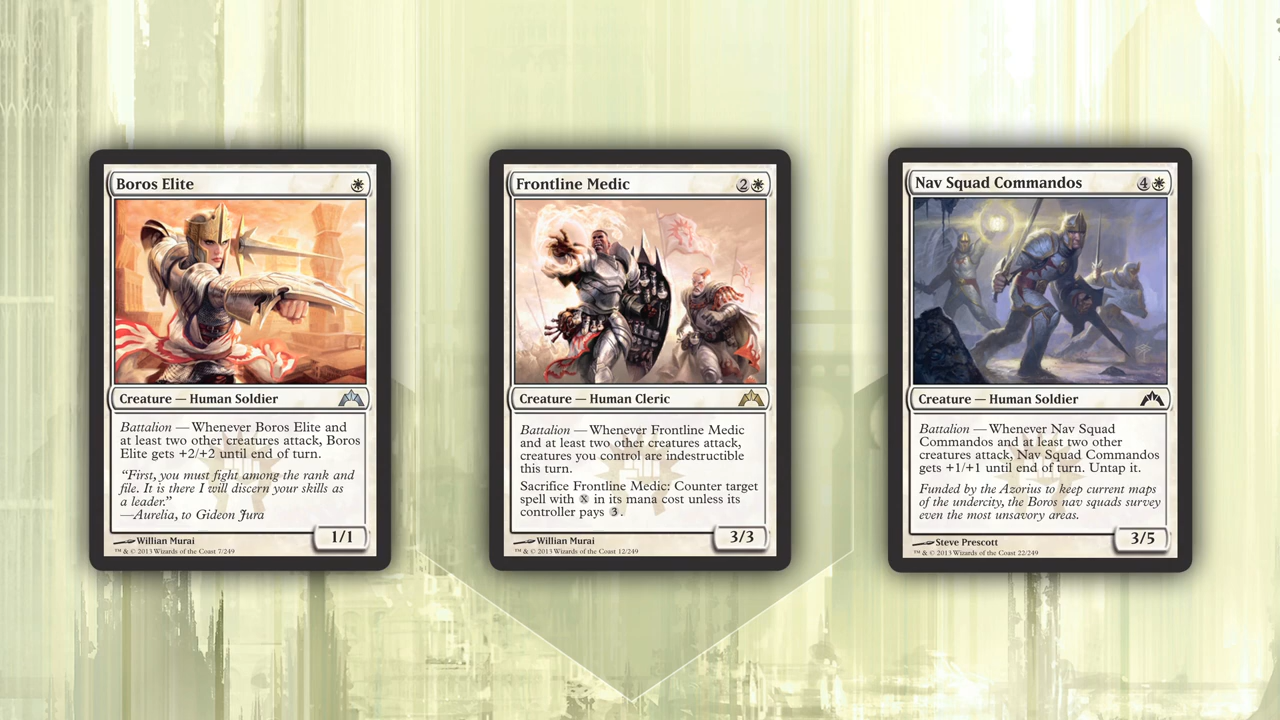 Boros Elite
Creature — Human Soldier
Battalion — Whenever Boros Elite and
at least two other creatures attack, Boros
Elite gets +2/+2 until end of turn.
“First, you must fight among the rank and
file. It is there I will discern your skills as
a leader.”
—Aurelia, to Gideon Jura
1/1
Willian Murai
™ & © 2013 Wizards of the Coast 7/249
Frontline Medic
2
Creature — Human Cleric
Battalion — Whenever Frontline Medic
and at least two other creatures attack,
creatures you control are indestructible
this turn.
Sacrifice Frontline Medic: Counter target
spell with X in its mana cost unless its
controller pays 3.
3/3
Willian Murai
™ & © 2013 Wizards of the Coast 12/249
Nav Squad Commandos
4
Creature — Human Soldier
Battalion — Whenever Nav Squad
Commandos and at least two other
creatures attack, Nav Squad Commandos
gets +1/+1 until end of turn. Untap it.
Funded by the Azorius to keep current maps
of the undercity, the Boros nav squads survey
even the most unsavory areas.
3/5
Steve Prescott
™ & © 2013 Wizards of the Coast 22/249